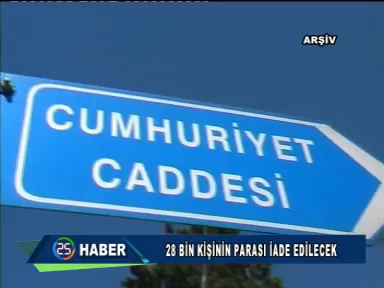 ARŞİV
CUMHURİYET
CADDESİ
25 HABER
28 BİN KİŞİNİN PARASI İADE EDİLECEK